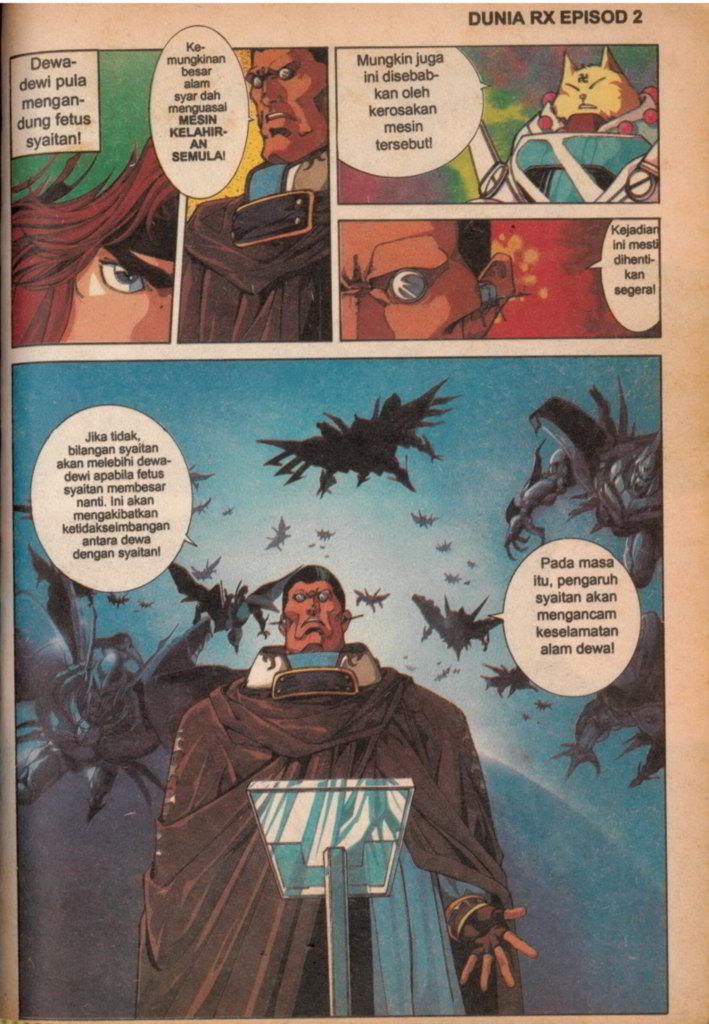 DUNIA RX EPISOD 2
Dewa-
dewi pula
mengan-
dung fetus
syaitan!
Ke-
mungkinan
besar
alam
syar dah
menguasai
MESIN
KELAHIR-
AN
SEMULA!
Mungkin juga
ini disebab-
kan oleh
kerosakan
mesin
tersebut!
Kejadian
ini mesti
dihenti-
kan
segera!
Jika tidak,
bilangan syaitan
akan melebihi dewa-
dewi apabila fetus
syaitan membesar
nanti. Ini akan
mengakibatkan
ketidakseimbangan
antara dewa
dengan syaitan!
Pada masa
itu, pengaruh
syaitan akan
mengancam
keselamatan
alam dewa!